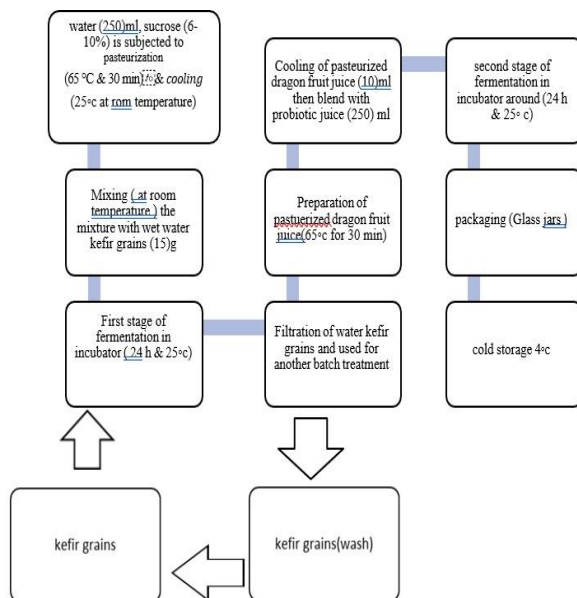 water (250)ml, sucrose (6-
10%) is subjected to
pasteurization
(65 °C & 30 min) & cooling
(25◦c at rom temperature)
Mixing ( at room
temperature ) the
mixture with wet water
kefir grains (15)g
First stage of
fermentation in
incubator ( 24 h & 25◦c)
Filtration of water kefir
grains and used for
another batch treatment
Preparation of
pastuerized dragon fruit
juice(65◦c for 30 min)
Cooling of pasteurized
dragon fruit juice (10)ml
then blend with
probiotic juice (250) ml
second stage of
fermentation in
incubator around (24 h
& 25◦ c)
packaging (Glass jars )
cold storage 4◦c
kefir grains(wash)
kefir grains